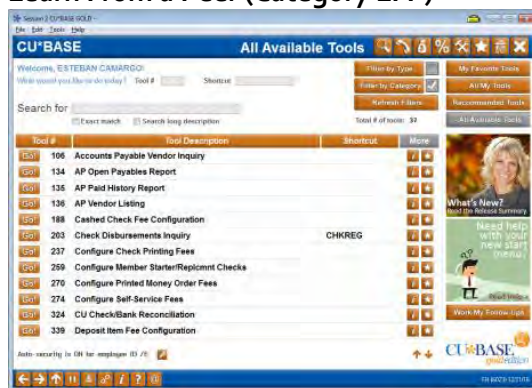 Learn From a Peer (Category EFT)
Session 2 CU*BASE GOLD -
File Edit Tools Help
CU*BASE
All Available Tools
Welcome, ESTEBAN CAMARGO!
What would you like to do today? Tool # Shortcut
Filter by Type
My Favorite Tools
Filter by Category
All My Tools
Search for
Refresh Filters
Recommended Tools
Exact match Search long description
Total # of tools:
All Available Tools
Tool # Tool Description Shortcut More
Go! 106 Accounts Payable Vendor Inquiry
Go! 134 AP Open Payables Report
Go! 135 AP Paid History Report
Go! 136 AP Vendor Listing
Go! 188 Cashed Check Fee Configuration
Go! 203 Check Disbursements Inquiry CHKREG
Go! 237 Configure Check Printing Fees
Go! 259 Configure Member Starter/Replcmnt Checks
Go! 270 Configure Printed Money Order Fees
Go! 274 Configure Self-Service Fees
Go! 324 CU Check/Bank Reconciliation
Go! 339 Deposit Item Fee Configuration
What's New?
Read the Release Summary
Need help with your new start menu?
Read Help
Work My Follow Ups
Auto-security is ON for employee ID
CU*BASE
gold edition